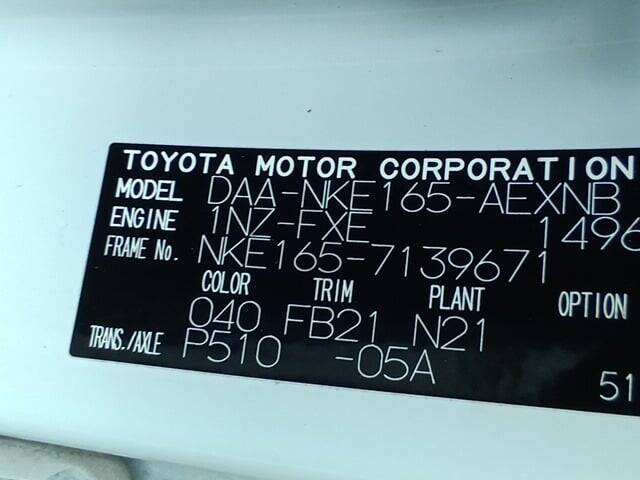 TOYOTA MOTOR CORPORATION
MODEL DAA-NKE165-AEXNB
ENGINE 1NZ-FXE 1496
FRAME No. NKE165-7139671
COLOR TRIM PLANT OPTION
040 FB21 N21
TRANS./AXLE P510 -05A
51